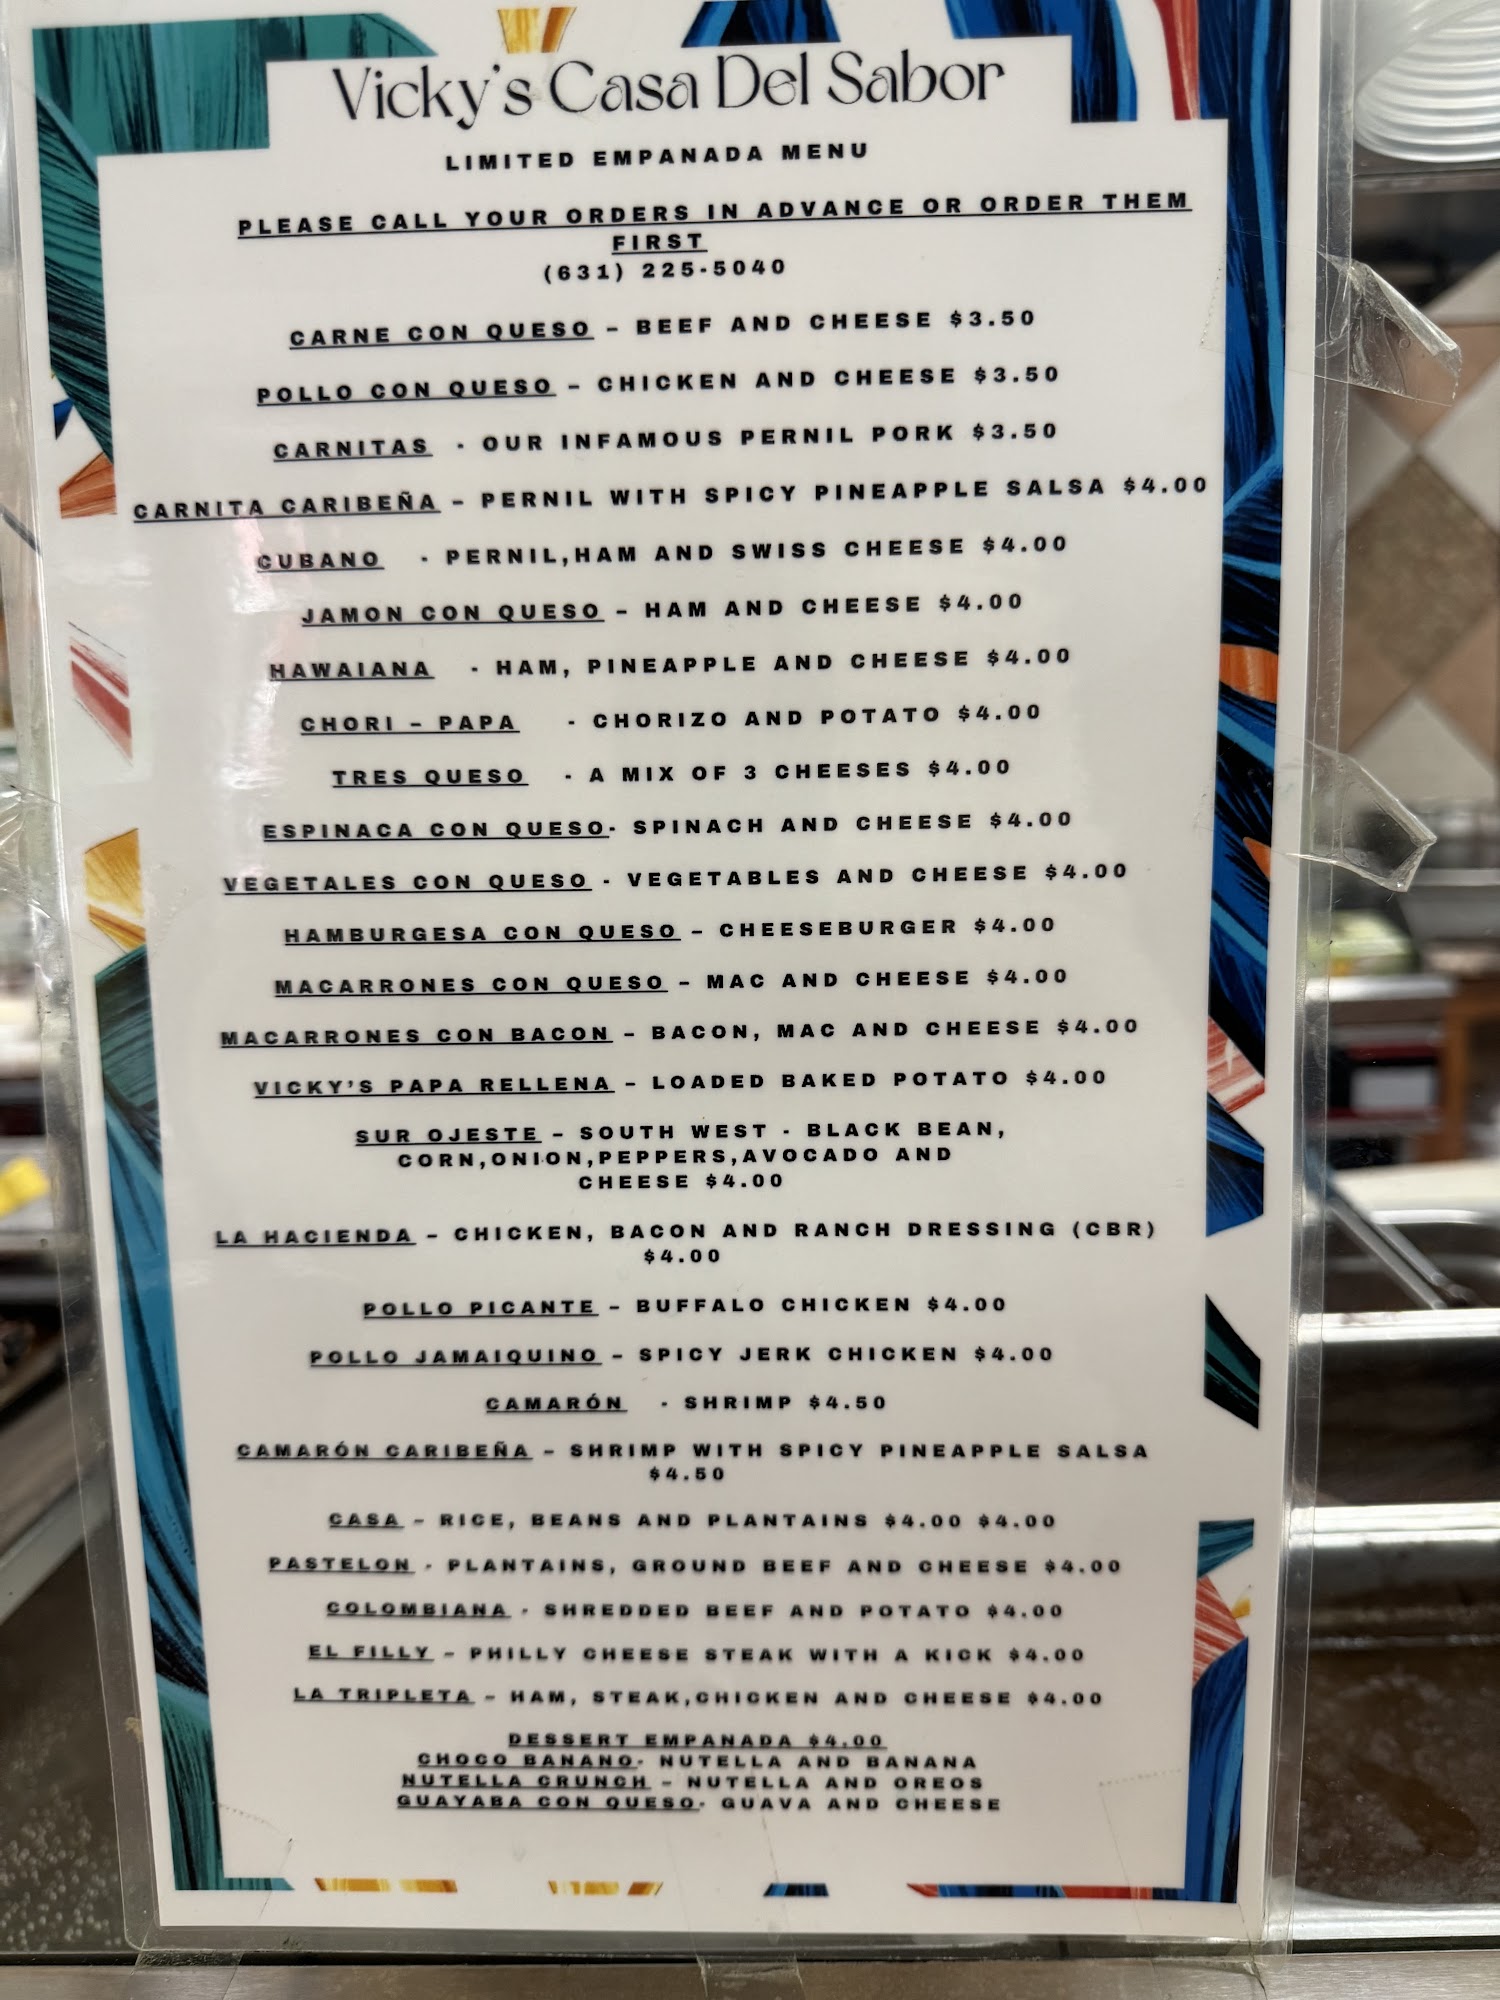 Vicky's Casa Del Sabor
LIMITED EMPANADA MENU
PLEASE CALL YOUR ORDERS IN ADVANCE OR ORDER THEM
FIRST
(631) 225-5040
CARNE CON QUESO – BEEF AND CHEESE $3.50
POLLO CON QUESO – CHICKEN AND CHEESE $3.50
CARNITAS - OUR INFAMOUS PERNIL PORK $3.50
CARNITA CARIBEÑA – PERNIL WITH SPICY PINEAPPLE SALSA $4.00
CUBANO - PERNIL,HAM AND SWISS CHEESE $4.00
JAMON CON QUESO – HAM AND CHEESE $4.00
HAWAIANA - HAM, PINEAPPLE AND CHEESE $4.00
CHORI – PAPA - CHORIZO AND POTATO $4.00
TRES QUESO - A MIX OF 3 CHEESES $4.00
ESPINACA CON QUESO- SPINACH AND CHEESE $4.00
VEGETALES CON QUESO - VEGETABLES AND CHEESE $4.00
HAMBURGESA CON QUESO – CHEESEBURGER $4.00
MACARRONES CON QUESO – MAC AND CHEESE $4.00
MACARRONES CON BACON – BACON, MAC AND CHEESE $4.00
VICKY'S PAPA RELLENA – LOADED BAKED POTATO $4.00
SUR OJESTE – SOUTH WEST - BLACK BEAN,
CORN,ONION,PEPPERS,AVOCADO AND
CHEESE $4.00
LA HACIENDA – CHICKEN, BACON AND RANCH DRESSING (CBR)
$4.00
POLLO PICANTE – BUFFALO CHICKEN $4.00
POLLO JAMAIQUINO – SPICY JERK CHICKEN $4.00
CAMARÓN - SHRIMP $4.50
CAMARÓN CARIBEÑA – SHRIMP WITH SPICY PINEAPPLE SALSA
$4.50
CASA – RICE, BEANS AND PLANTAINS $4.00 $4.00
PASTELON - PLANTAINS, GROUND BEEF AND CHEESE $4.00
COLOMBIANA - SHREDDED BEEF AND POTATO $4.00
EL FILLY – PHILLY CHEESE STEAK WITH A KICK $4.00
LA TRIPLETA – HAM, STEAK,CHICKEN AND CHEESE $4.00
DESSERT EMPANADA $4.00
CHOCO BANANO- NUTELLA AND BANANA
NUTELLA CRUNCH – NUTELLA AND OREOS
GUAYABA CON QUESO- GUAVA AND CHEESE